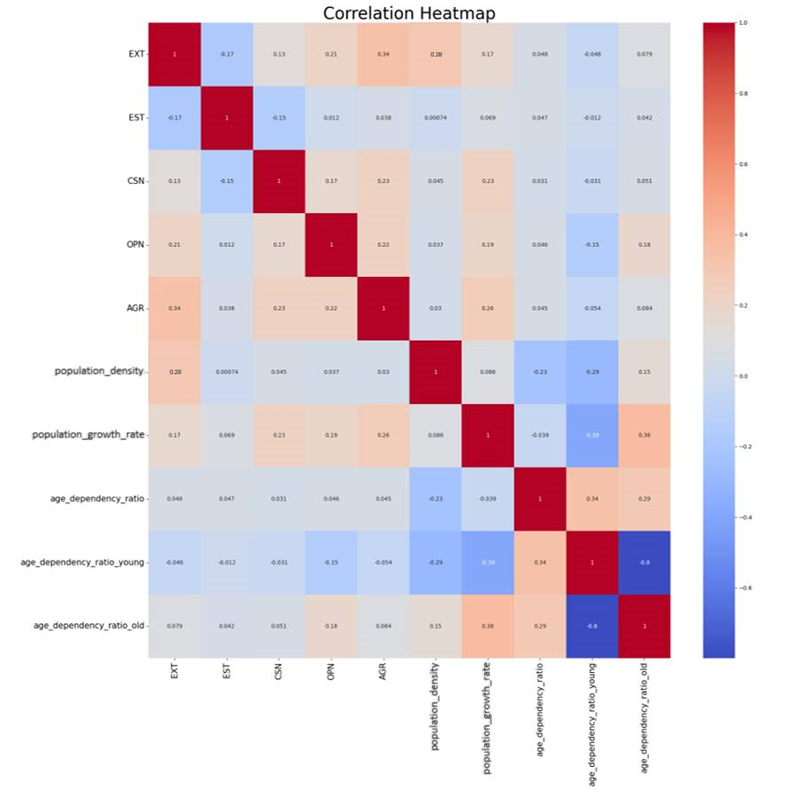 Correlation Heatmap
EXT 1 -0.17 0.13 0.21 0.34 0.28 0.17 0.048 -0.048 0.079
EST -0.17 1 -0.15 0.012 0.038 0.00074 0.069 0.047 -0.012 0.042
CSN 0.13 -0.15 1 0.17 0.23 0.045 0.23 0.031 -0.031 0.051
OPN 0.21 0.012 0.17 1 0.22 0.037 0.19 0.046 -0.15 0.18
AGR 0.34 0.038 0.23 0.22 1 0.03 0.26 0.045 -0.054 0.084
population_density 0.28 0.00074 0.045 0.037 0.03 1 0.086 -0.23 -0.29 0.15
population_growth_rate 0.17 0.069 0.23 0.19 0.26 0.086 1 -0.039 -0.39 0.38
age_dependency_ratio 0.048 0.047 0.031 0.046 0.045 -0.23 -0.039 1 0.34 0.29
age_dependency_ratio_young -0.048 -0.012 -0.031 -0.15 -0.054 -0.29 -0.39 0.34 1 -0.8
age_dependency_ratio_old 0.079 0.042 0.051 0.18 0.084 0.15 0.38 0.29 -0.8 1
EXT
EST
CSN
OPN
AGR
population_density
population_growth_rate
age_dependency_ratio
age_dependency_ratio_young
age_dependency_ratio_old
1.0
0.8
0.6
0.4
0.2
0.0
−0.2
−0.4
−0.6